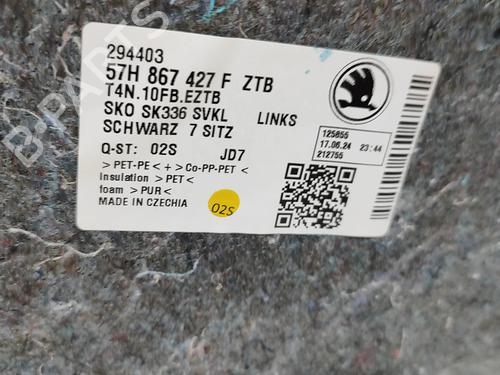 294403
57H 867 427 F ZTB
T4N.10FB.EZTB
SKO SK336 SVKL LINKS
SCHWARZ 7 SITZ
Q-ST: 02S JD7
>PET-PE< + >Co-PP-PET<
insulation >PET<
foam >PUR<
MADE IN CZECHIA
02S
125855
17.06.24 23:44
212755
B-PARTS